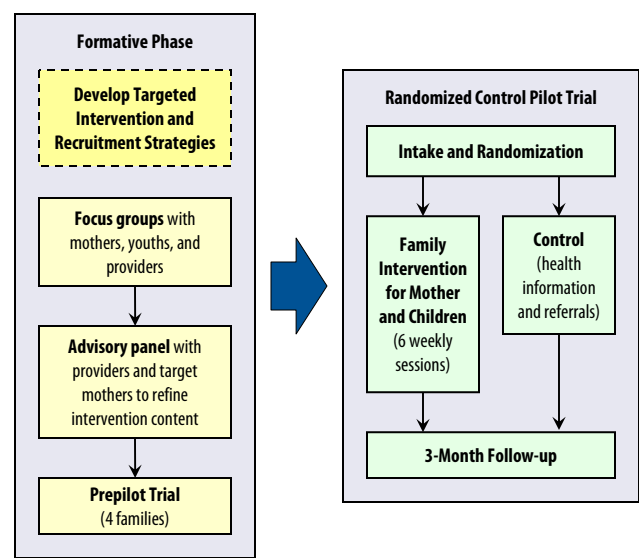 Formative Phase
Develop Targeted
Intervention and
Recruitment Strategies
Focus groups with
mothers, youths, and
providers
Advisory panel with
providers and target
mothers to refine
intervention content
Prepilot Trial
(4 families)
Randomized Control Pilot Trial
Intake and Randomization
Family
Intervention
for Mother
and Children
(6 weekly
sessions)
Control
(health
information
and referrals)
3-Month Follow-up